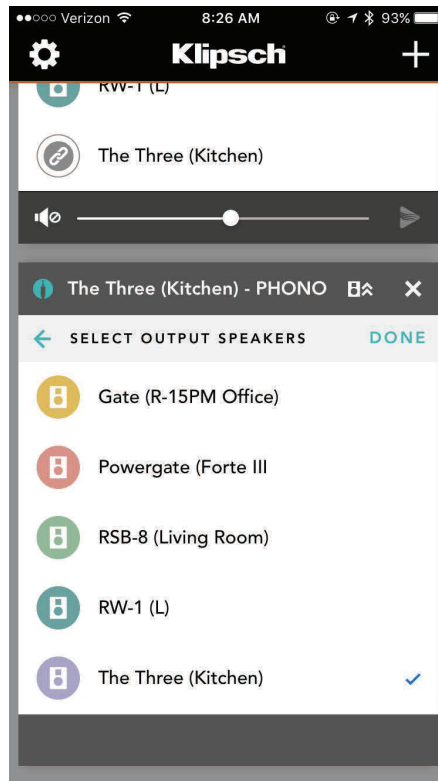 Verizon 8:26 AM 93%
Klipsch
RW-1 (L)
The Three (Kitchen)
The Three (Kitchen) - PHONO
SELECT OUTPUT SPEAKERS DONE
Gate (R-15PM Office)
Powergate (Forte III
RSB-8 (Living Room)
RW-1 (L)
The Three (Kitchen)